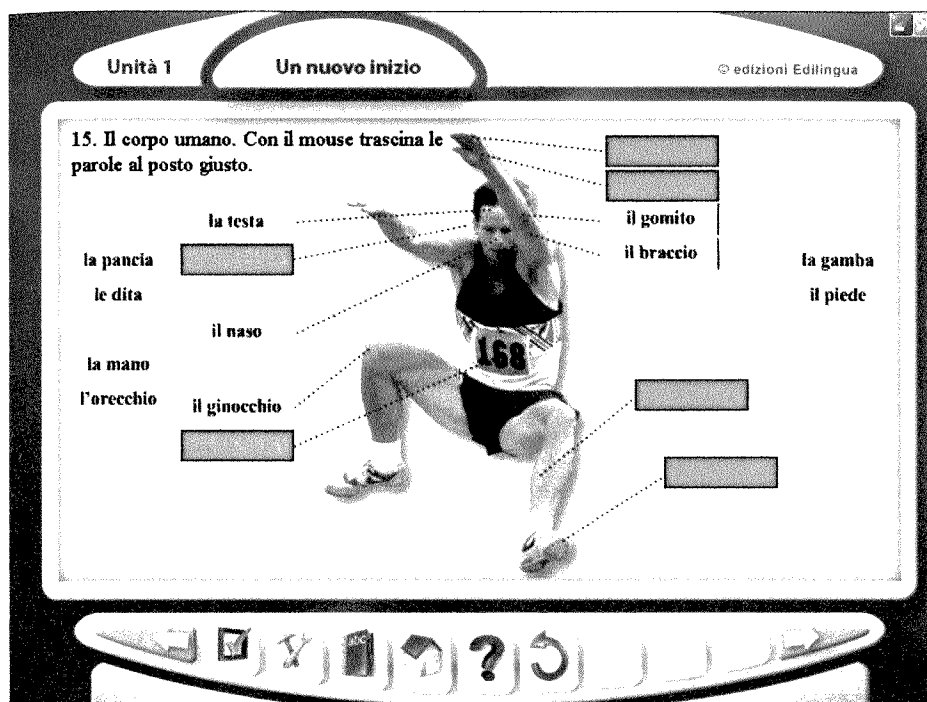 Unità 1
Un nuovo inizio
© edizioni Edilingua
15. Il corpo umano. Con il mouse trascina le
parole al posto giusto.
la testa
il gomito
il braccio
la pancia
le dita
la gamba
il piede
il naso
168
la mano
l'orecchio
il ginocchio
ABC
?